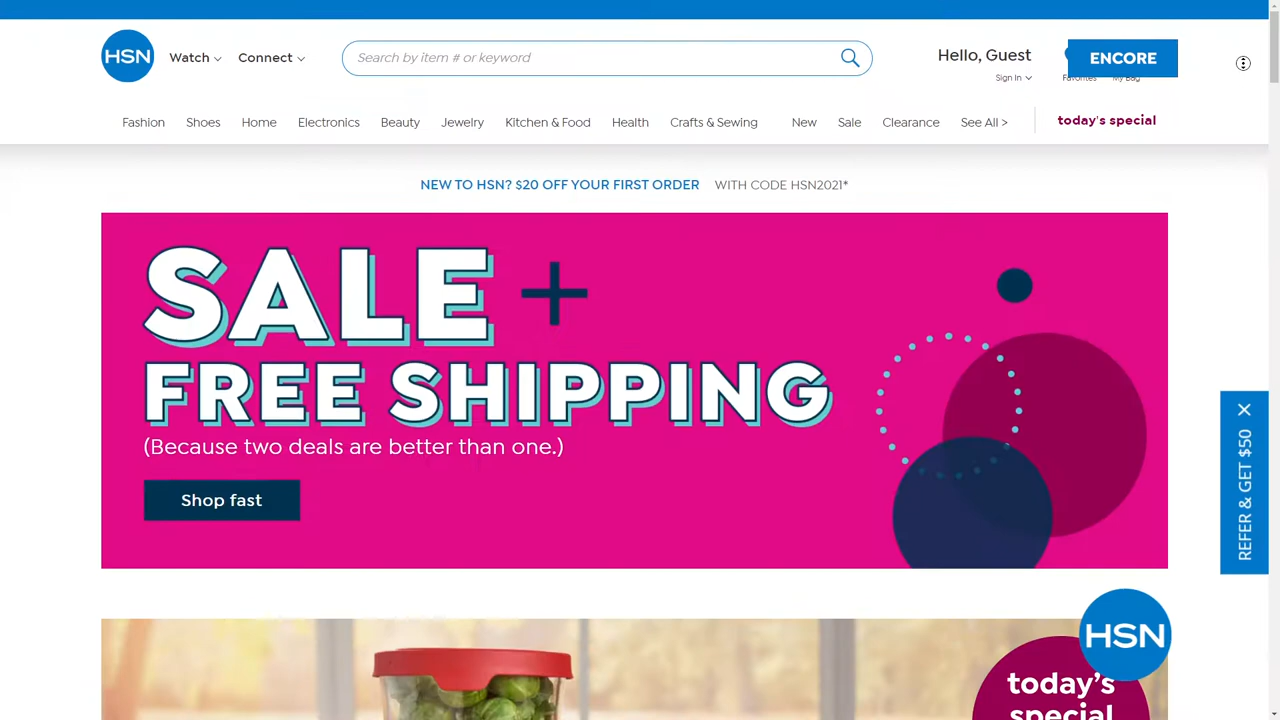 HSN
Watch
Connect
Search by item # or keyword
Hello, Guest
Sign In
ENCORE
Favorites
My Bag
Fashion
Shoes
Home
Electronics
Beauty
Jewelry
Kitchen & Food
Health
Crafts & Sewing
New
Sale
Clearance
See All >
today's special
NEW TO HSN? $20 OFF YOUR FIRST ORDER WITH CODE HSN2021*
SALE +
FREE SHIPPING
(Because two deals are better than one.)
Shop fast
REFER & GET $50
HSN
today's
special